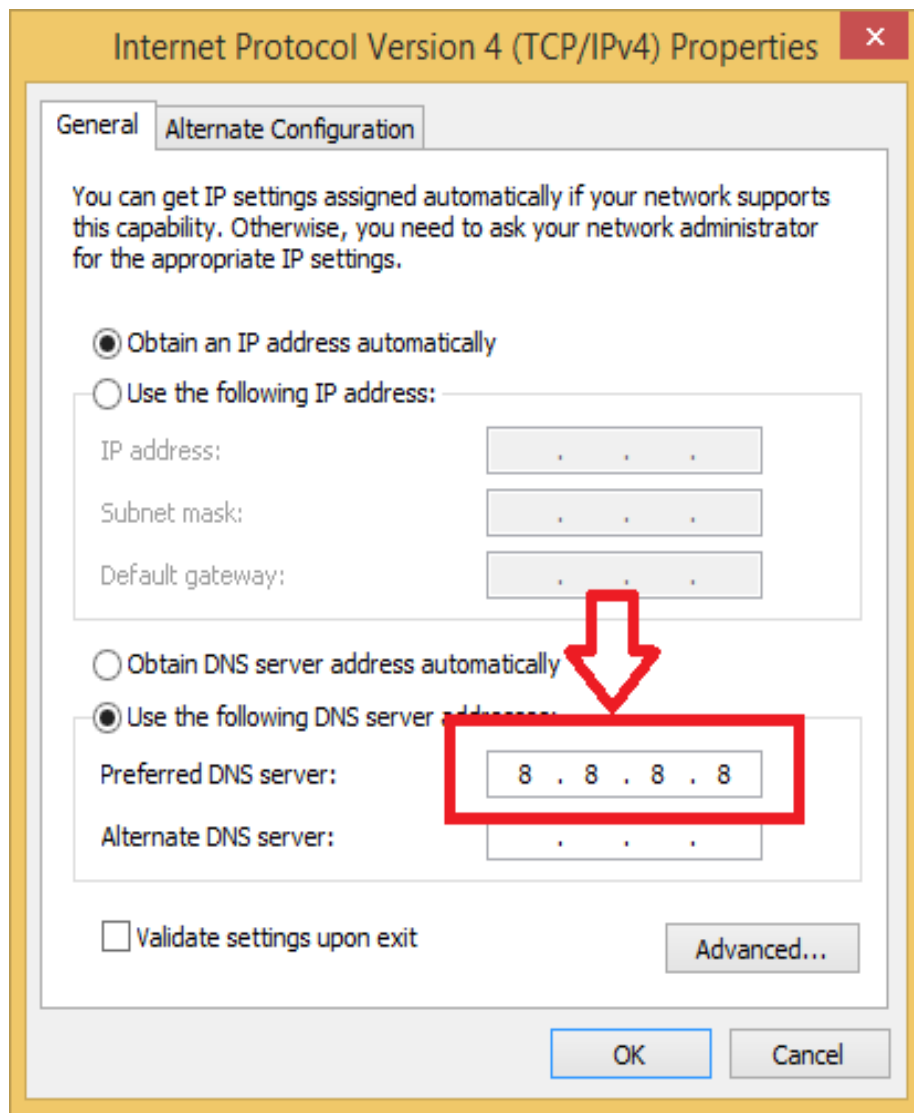 Internet Protocol Version 4 (TCP/IPv4) Properties
General
Alternate Configuration
You can get IP settings assigned automatically if your network supports
this capability. Otherwise, you need to ask your network administrator
for the appropriate IP settings.
Obtain an IP address automatically
Use the following IP address:
IP address: . . .
Subnet mask: . . .
Default gateway: . . .
Obtain DNS server address automatically
Use the following DNS server addresses:
Preferred DNS server: 8 . 8 . 8 . 8
Alternate DNS server: . . .
Validate settings upon exit
Advanced...
OK
Cancel